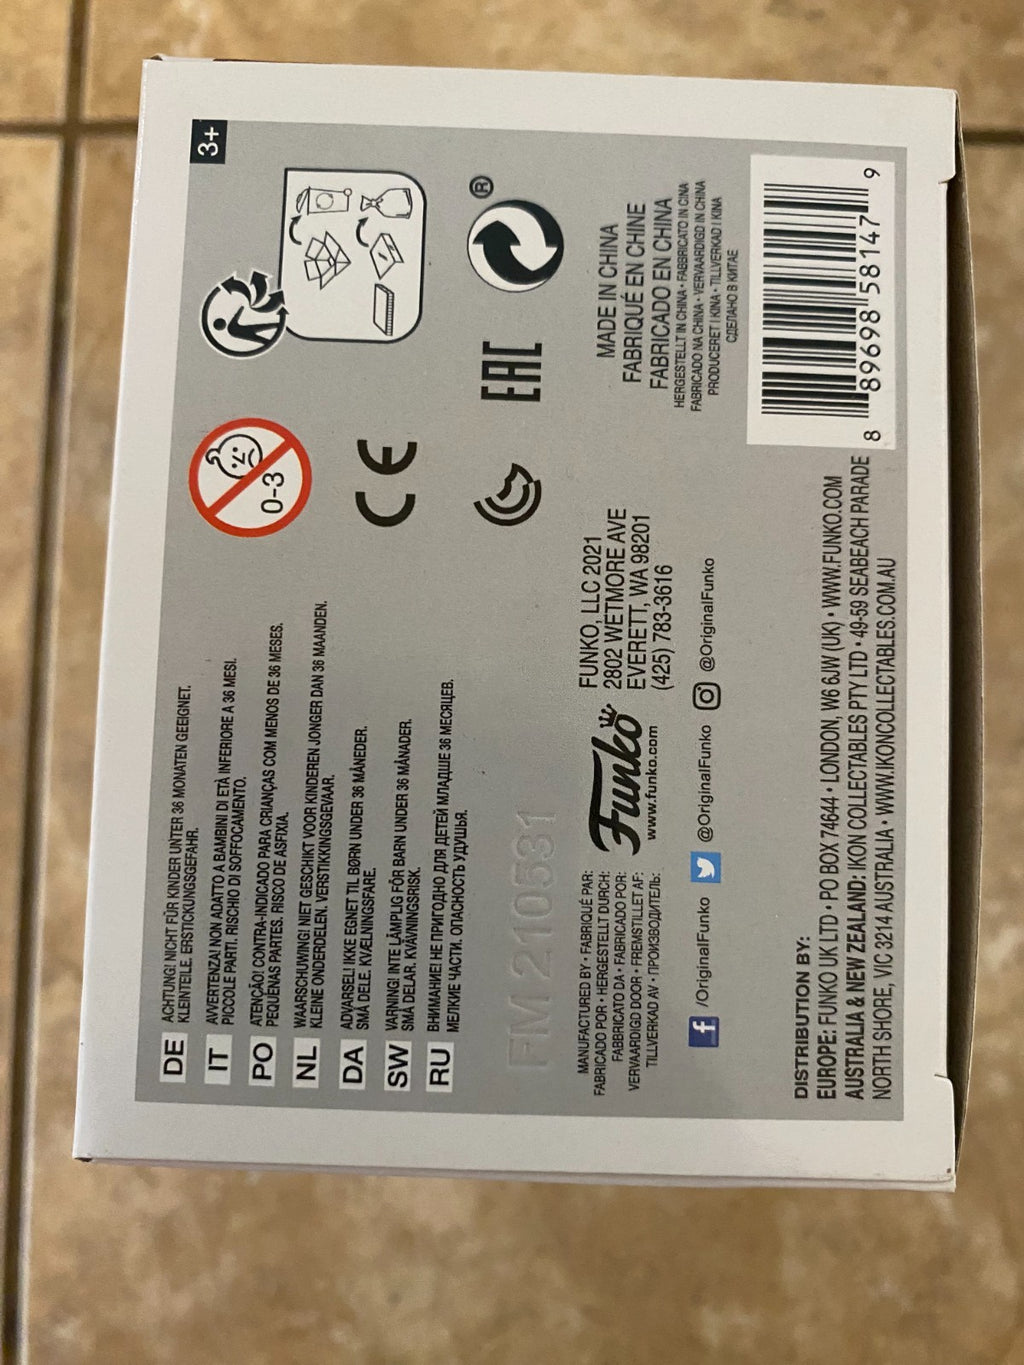 3+
DE
ACHTUNG! NICHT FÜR KINDER UNTER 36 MONATEN GEEIGNET.
KLEINTEILE. ERSTICKUNGSGEFAHR.
IT
AVVERTENZA! NON ADATTO A BAMBINI DI ETÀ INFERIORE A 36 MESI.
PICCOLE PARTI. RISCHIO DI SOFFOCAMENTO.
PO
ATENÇÃO! CONTRA-INDICADO PARA CRIANÇAS COM MENOS DE 36 MESES.
PEQUENAS PARTES. RISCO DE ASFIXIA.
NL
WAARSCHUWING! NIET GESCHIKT VOOR KINDEREN JONGER DAN 36 MAANDEN.
KLEINE ONDERDELEN. VERSTIKKINGSGEVAAR.
DA
ADVARSEL! IKKE EGNET TIL BØRN UNDER 36 MÅNEDER.
SMÅ DELE. KVÆLNINGSFARE.
SW
VARNING! INTE LÄMPLIG FÖR BARN UNDER 36 MÅNADER.
SMÅ DELAR. KVÄVNINGSRISK.
RU
ВНИМАНИЕ! НЕ ПРИГОДНО ДЛЯ ДЕТЕЙ МЛАДШЕ 36 МЕСЯЦЕВ.
МЕЛКИЕ ЧАСТИ. ОПАСНОСТЬ УДУШЬЯ.
0-3
CE
EAC
®
FM 210531
MANUFACTURED BY • FABRIQUÉ PAR:
FABRICADO POR • HERGESTELLT DURCH:
FABBRICATO DA • FABRICADO POR:
VERVAARDIGD DOOR • FREMSTILLET AF:
TILLVERKAD AV • ПРОИЗВОДИТЕЛЬ:
Funko
www.funko.com
FUNKO, LLC 2021
2802 WETMORE AVE
EVERETT, WA 98201
(425) 783-3616
MADE IN CHINA
FABRIQUÉ EN CHINE
FABRICADO EN CHINA
HERGESTELLT IN CHINA • FABBRICATO IN CINA
FABRICADO NA CHINA • VERVAARDIGD IN CHINA
PRODUCERET I KINA • TILLVERKAD I KINA
СДЕЛАНО В КИТАЕ
f /OriginalFunko @OriginalFunko @OriginalFunko
DISTRIBUTION BY:
EUROPE: FUNKO UK LTD • PO BOX 74644 • LONDON, W6 6JW (UK) • WWW.FUNKO.COM
AUSTRALIA & NEW ZEALAND: IKON COLLECTABLES PTY LTD • 49-59 SEABEACH PARADE
NORTH SHORE, VIC 3214 AUSTRALIA • WWW.IKONCOLLECTABLES.COM.AU
8 89698 58147 9